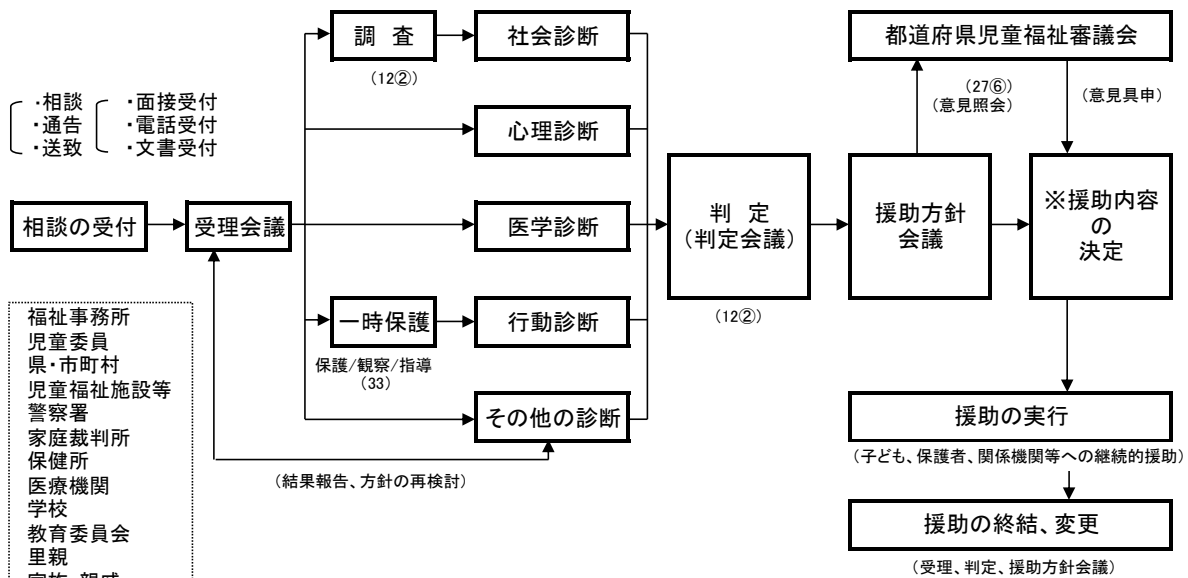 調 査
社会診断
都道府県児童福祉審議会
(12②)
・相談
・通告
・送致
・面接受付
・電話受付
・文書受付
(27⑥)
(意見照会)
(意見具申)
心理診断
相談の受付
受理会議
医学診断
判 定
(判定会議)
援助方針
会議
※援助内容
の
決定
(12②)
一時保護
行動診断
保護/観察/指導
(33)
福祉事務所
児童委員
県・市町村
児童福祉施設等
警察署
家庭裁判所
保健所
医療機関
学校
教育委員会
里親
その他の診断
(結果報告、方針の再検討)
援助の実行
(子ども、保護者、関係機関等への継続的援助)
援助の終結、変更
(受理、判定、援助方針会議)